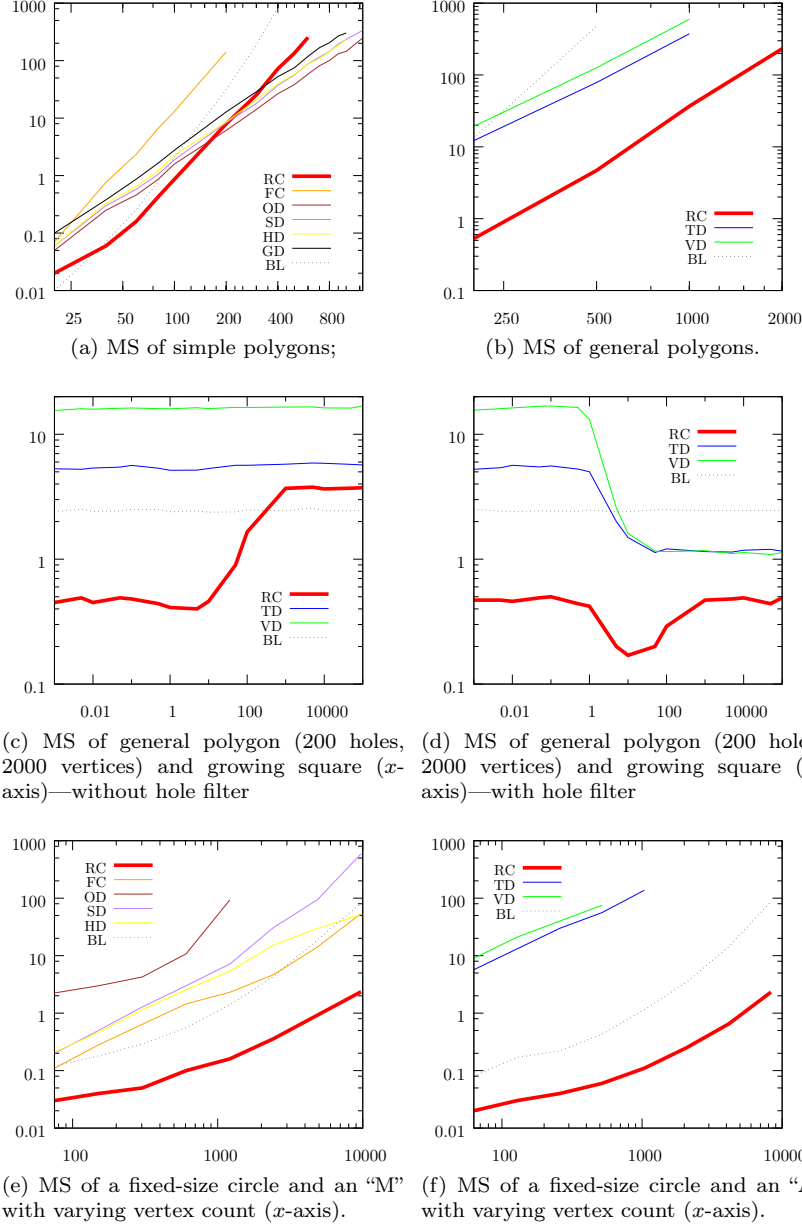 1000
100
10
1
0.1
0.01
RC
FC
OD
SD
HD
GD
BL
25 50 100 200 400 800
(a) MS of simple polygons;
1000
100
10
1
0.1
RC
TD
VD
BL
200 500 1000 2000
(b) MS of general polygons.
10
1
0.1
RC
TD
VD
BL
0.01 1 100 10000
(c) MS of general polygon (200 holes,
2000 vertices) and growing square (x-
axis)—without hole filter
10
1
0.1
RC
TD
VD
BL
0.01 1 100 10000
(d) MS of general polygon (200 hole
2000 vertices) and growing square (
axis)—with hole filter
1000
100
10
1
0.1
0.01
RC
FC
OD
SD
HD
BL
100 1000 10000
(e) MS of a fixed-size circle and an “M”
with varying vertex count (x-axis).
1000
100
10
1
0.1
0.01
RC
TD
VD
BL
100 1000 10000
(f) MS of a fixed-size circle and an
with varying vertex count (x-axis).